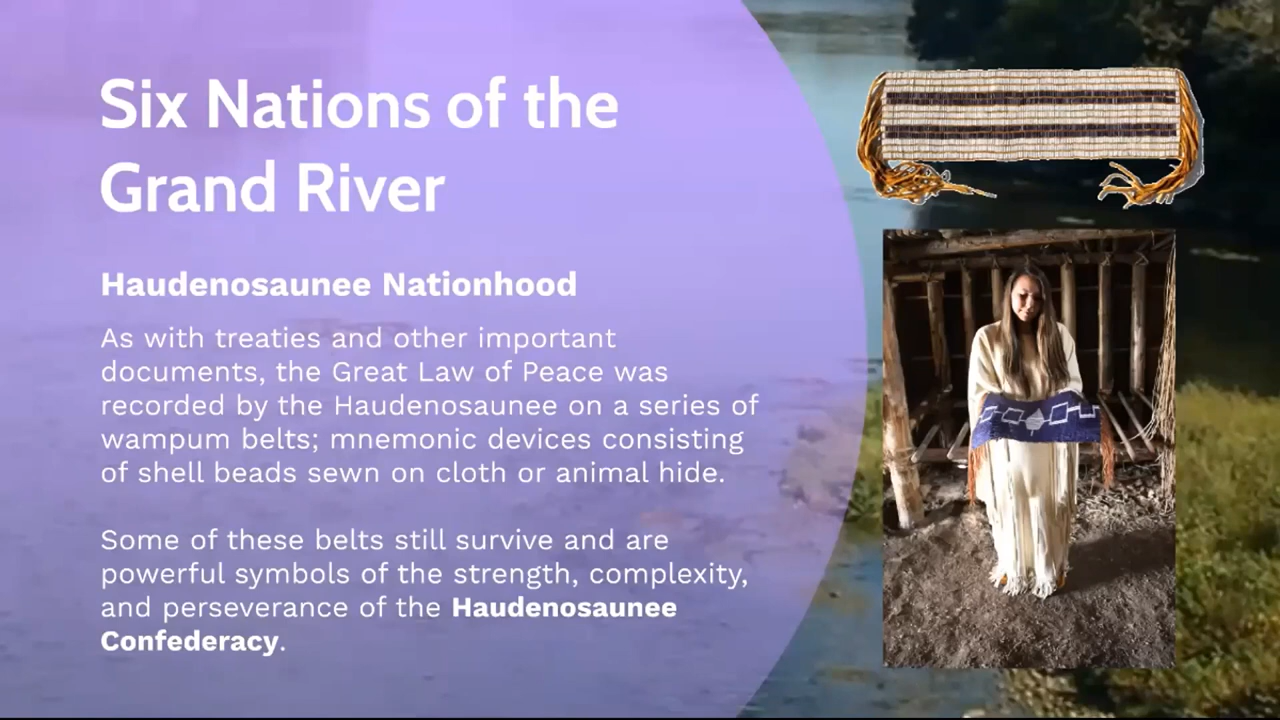 Six Nations of the
Grand River
Haudenosaunee Nationhood
As with treaties and other important
documents, the Great Law of Peace was
recorded by the Haudenosaunee on a series of
wampum belts; mnemonic devices consisting
of shell beads sewn on cloth or animal hide.
Some of these belts still survive and are
powerful symbols of the strength, complexity,
and perseverance of the Haudenosaunee
Confederacy.